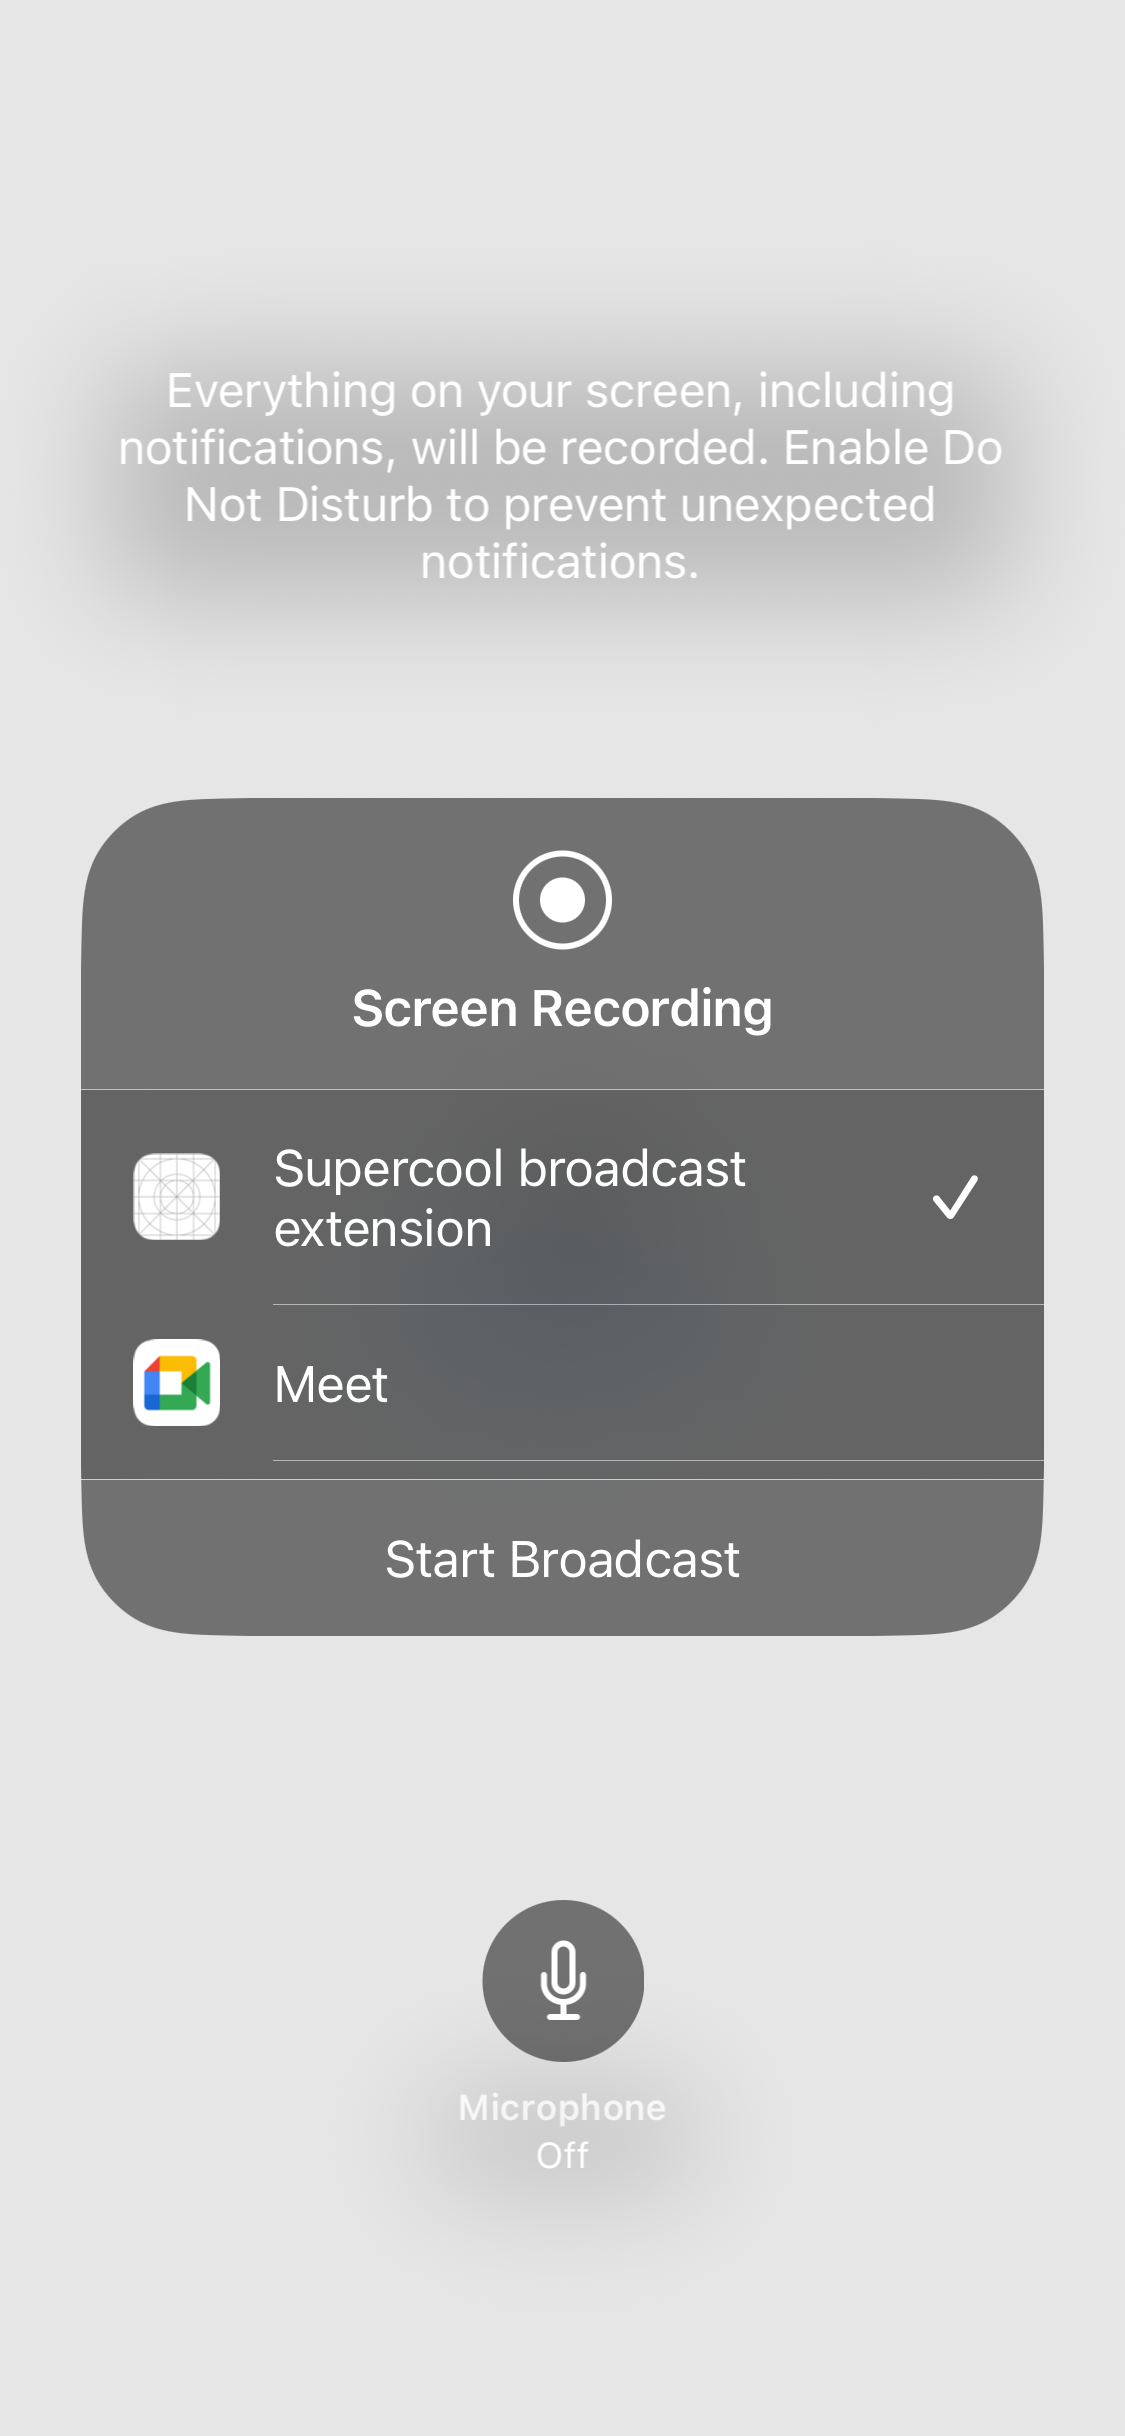 Everything on your screen, including
notifications, will be recorded. Enable Do
Not Disturb to prevent unexpected
notifications.
Screen Recording
Supercool broadcast
extension
Meet
Start Broadcast
Microphone
Off